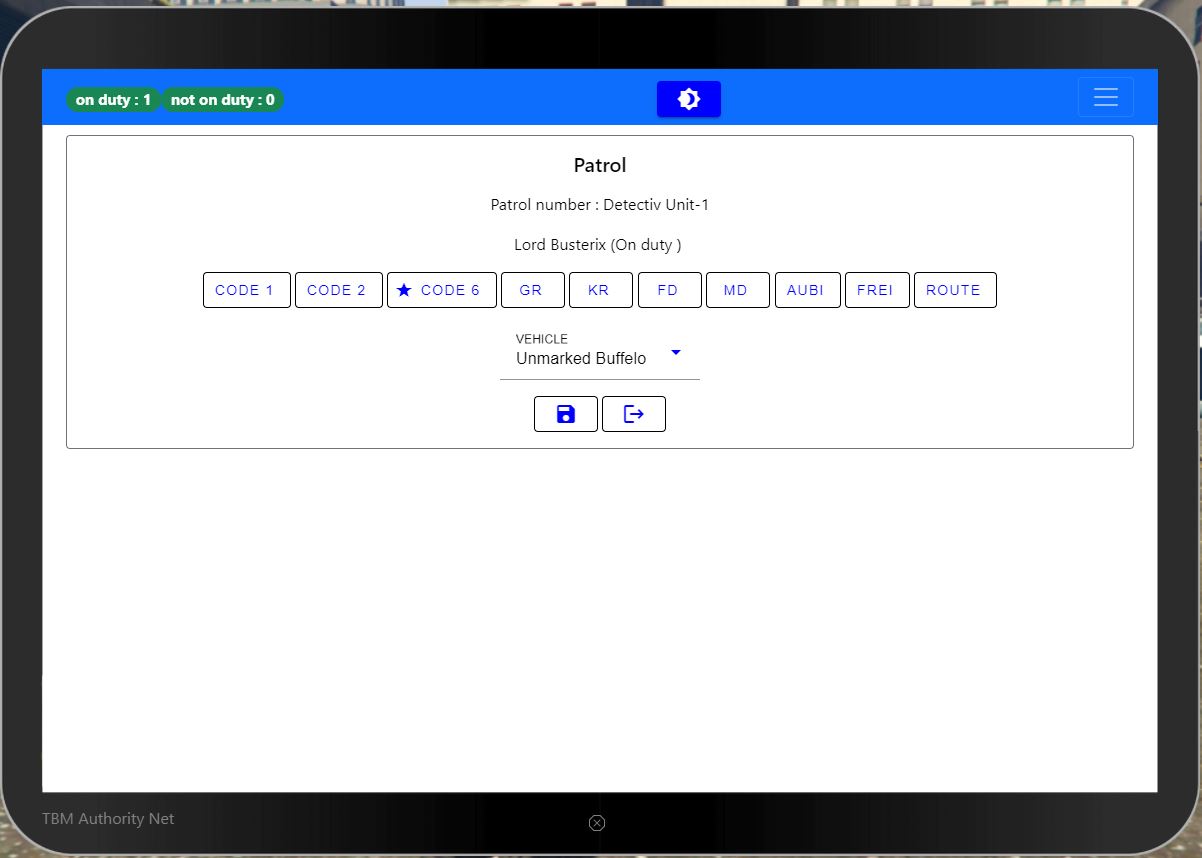 on duty : 1 not on duty : 0
Patrol
Patrol number : Detectiv Unit-1
Lord Busterix (On duty )
CODE 1 CODE 2 CODE 6 GR KR FD MD AUBI FREI ROUTE
VEHICLE
Unmarked Buffelo
TBM Authority Net